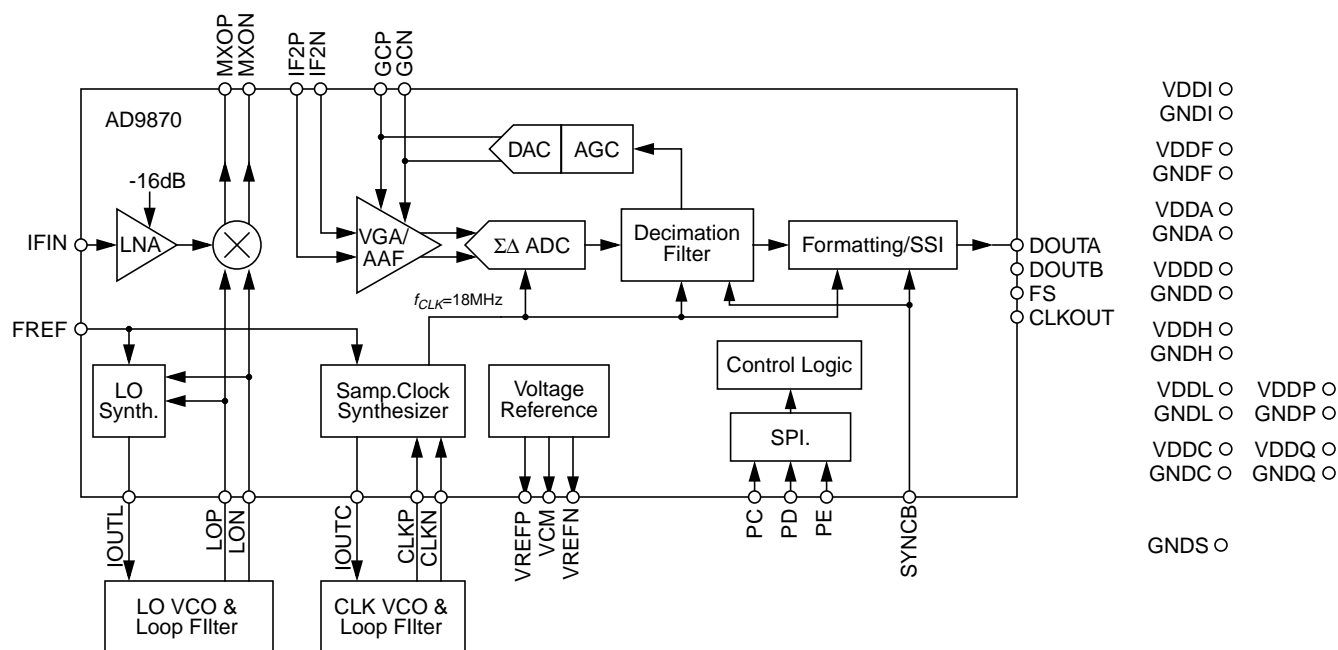 MXOP
MXON
IF2P
IF2N
GCP
GCN
AD9870
-16dB
IFIN
LNA
VGA/
AAF
DAC
AGC
ΣΔ ADC
Decimation
Filter
Formatting/SSI
DOUTA
DOUTB
FS
CLKOUT
fCLK=18MHz
FREF
LO
Synth.
Samp.Clock
Synthesizer
Voltage
Reference
Control Logic
SPI.
IOUTL
LOP
LON
IOUTC
CLKP
CLKN
VREFP
VCM
VREFN
PC
PD
PE
SYNCB
LO VCO &
Loop FIlter
CLK VCO &
Loop FIlter
VDDI
GNDI
VDDF
GNDF
VDDA
GNDA
VDDD
GNDD
VDDH
GNDH
VDDL VDDP
GNDL GNDP
VDDC VDDQ
GNDC GNDQ
GNDS